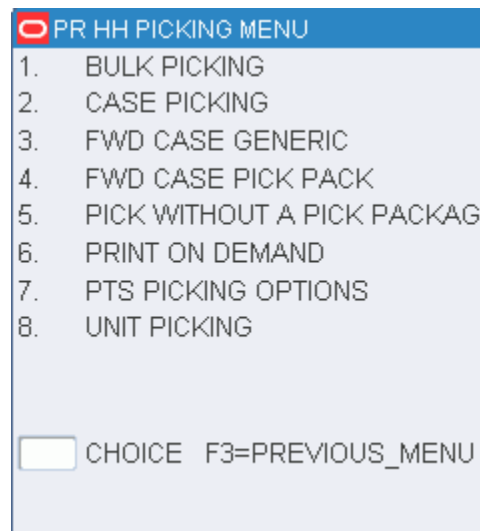 PR HH PICKING MENU
1. BULK PICKING
2. CASE PICKING
3. FWD CASE GENERIC
4. FWD CASE PICK PACK
5. PICK WITHOUT A PICK PACKAG
6. PRINT ON DEMAND
7. PTS PICKING OPTIONS
8. UNIT PICKING
CHOICE F3=PREVIOUS_MENU